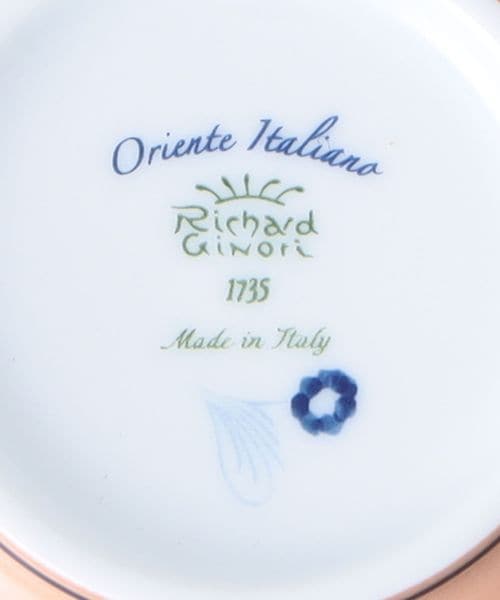 Oriente Italiano
Richard
Ginori
1735
Made in Italy